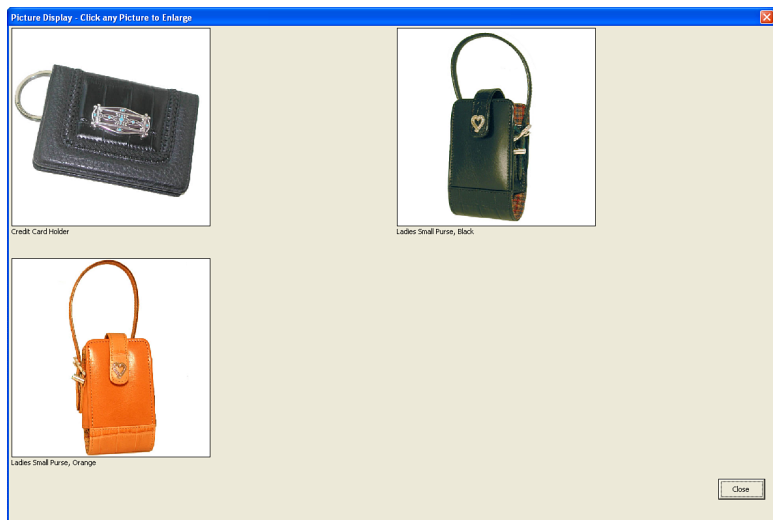 Picture Display - Click any Picture to Enlarge
Credit Card Holder
Ladies Small Purse, Black
Ladies Small Purse, Orange
Close